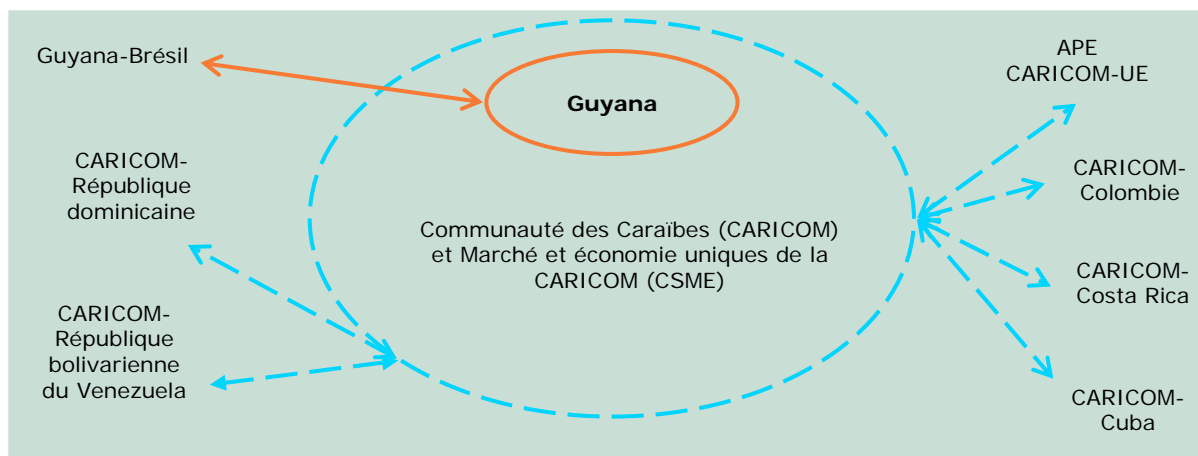 Guyana-Brésil
CARICOM-
République
dominicaine
CARICOM-
République
bolivarienne
du Venezuela
Guyana
Communauté des Caraïbes (CARICOM)
et Marché et économie uniques de la
CARICOM (CSME)
APE
CARICOM-UE
CARICOM-
Colombie
CARICOM-
Costa Rica
CARICOM-
Cuba